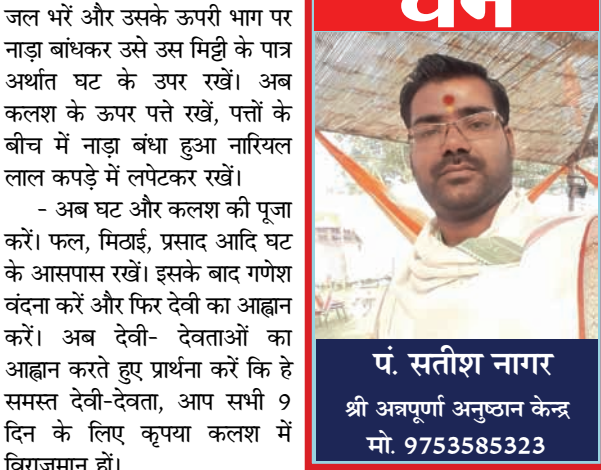 जल भरें और उसके ऊपरी भाग पर
नाड़ा बांधकर उसे उस मिट्टी के पात्र
अर्थात घट के उपर रखें। अब
कलश के ऊपर पत्ते रखें, पत्तों के
बीच में नाड़ा बंधा हुआ नारियल
लाल कपड़े में लपेटकर रखें।
- अब घट और कलश की पूजा
करें। फल, मिठाई, प्रसाद आदि घट
के आसपास रखें। इसके बाद गणेश
वंदना करें और फिर देवी का आह्वान
करें। अब देवी- देवताओं का
आह्वान करते हुए प्रार्थना करें कि हे
समस्त देवी-देवता, आप सभी 9
दिन के लिए कृपया कलश में
विराजमान हों।
पं. सतीश नागर
श्री अन्नपूर्णा अनुष्ठान केन्द्र
मो. 9753585323